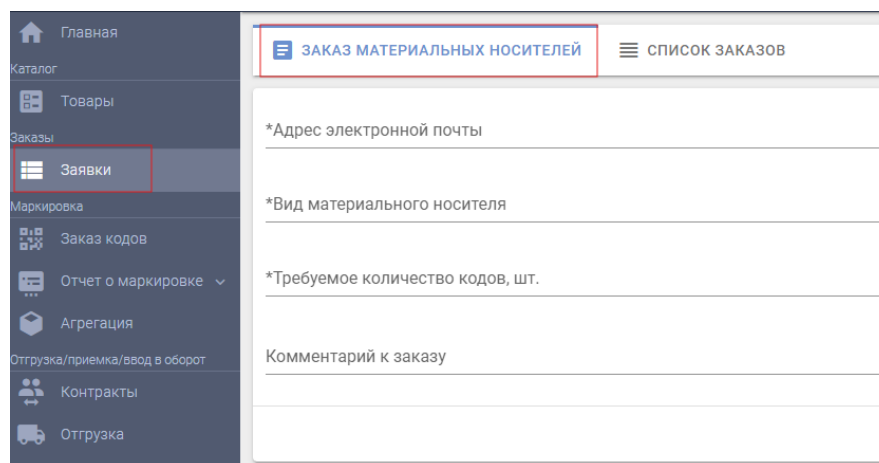 Главная
Каталог
Товары
Заказы
Заявки
Маркировка
Заказ кодов
Отчет о маркировке
Агрегация
Отгрузка/приемка/ввод в оборот
Контракты
Отгрузка
ЗАКАЗ МАТЕРИАЛЬНЫХ НОСИТЕЛЕЙ
СПИСОК ЗАКАЗОВ
*Адрес электронной почты
*Вид материального носителя
*Требуемое количество кодов, шт.
Комментарий к заказу